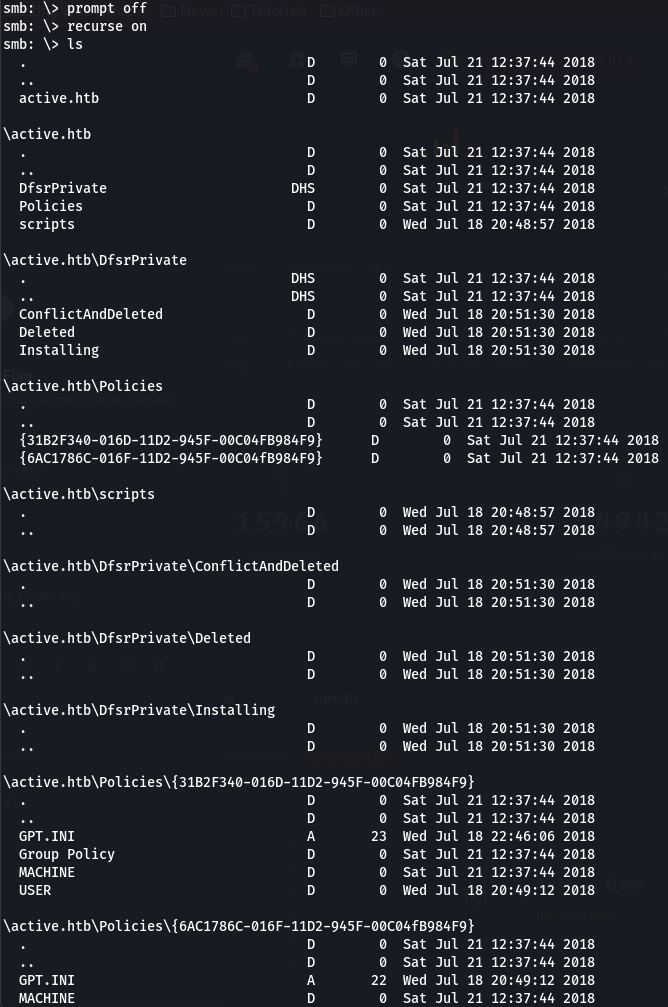 smb: \> prompt off
smb: \> recurse on
smb: \> ls
. D 0 Sat Jul 21 12:37:44 2018
.. D 0 Sat Jul 21 12:37:44 2018
active.htb D 0 Sat Jul 21 12:37:44 2018
\active.htb
. D 0 Sat Jul 21 12:37:44 2018
.. D 0 Sat Jul 21 12:37:44 2018
DfsrPrivate DHS 0 Sat Jul 21 12:37:44 2018
Policies D 0 Sat Jul 21 12:37:44 2018
scripts D 0 Wed Jul 18 20:48:57 2018
\active.htb\DfsrPrivate
. DHS 0 Sat Jul 21 12:37:44 2018
.. DHS 0 Sat Jul 21 12:37:44 2018
ConflictAndDeleted D 0 Wed Jul 18 20:51:30 2018
Deleted D 0 Wed Jul 18 20:51:30 2018
Installing D 0 Wed Jul 18 20:51:30 2018
\active.htb\Policies
. D 0 Sat Jul 21 12:37:44 2018
.. D 0 Sat Jul 21 12:37:44 2018
{31B2F340-016D-11D2-945F-00C04FB984F9} D 0 Sat Jul 21 12:37:44 2018
{6AC1786C-016F-11D2-945F-00C04fB984F9} D 0 Sat Jul 21 12:37:44 2018
\active.htb\scripts
. D 0 Wed Jul 18 20:48:57 2018
.. D 0 Wed Jul 18 20:48:57 2018
\active.htb\DfsrPrivate\ConflictAndDeleted
. D 0 Wed Jul 18 20:51:30 2018
.. D 0 Wed Jul 18 20:51:30 2018
\active.htb\DfsrPrivate\Deleted
. D 0 Wed Jul 18 20:51:30 2018
.. D 0 Wed Jul 18 20:51:30 2018
\active.htb\DfsrPrivate\Installing
. D 0 Wed Jul 18 20:51:30 2018
.. D 0 Wed Jul 18 20:51:30 2018
\active.htb\Policies\{31B2F340-016D-11D2-945F-00C04FB984F9}
. D 0 Sat Jul 21 12:37:44 2018
.. D 0 Sat Jul 21 12:37:44 2018
GPT.INI A 23 Wed Jul 18 22:46:06 2018
Group Policy D 0 Sat Jul 21 12:37:44 2018
MACHINE D 0 Sat Jul 21 12:37:44 2018
USER D 0 Wed Jul 18 20:49:12 2018
\active.htb\Policies\{6AC1786C-016F-11D2-945F-00C04fB984F9}
. D 0 Sat Jul 21 12:37:44 2018
.. D 0 Sat Jul 21 12:37:44 2018
GPT.INI A 22 Wed Jul 18 20:49:12 2018
MACHINE D 0 Sat Jul 21 12:37:44 2018